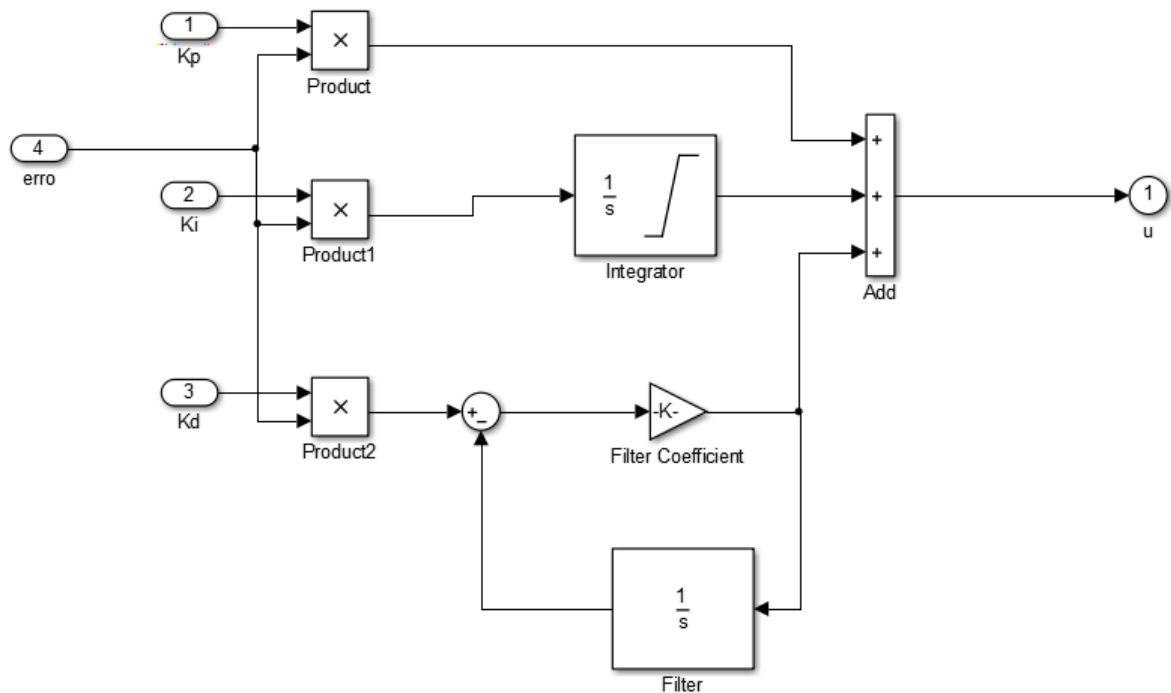 1
Kp
×
Product
4
erro
2
Ki
×
Product1
1
s
Integrator
+
+
+
Add
1
u
3
Kd
×
Product2
+
−
-K-
Filter Coefficient
1
s
Filter